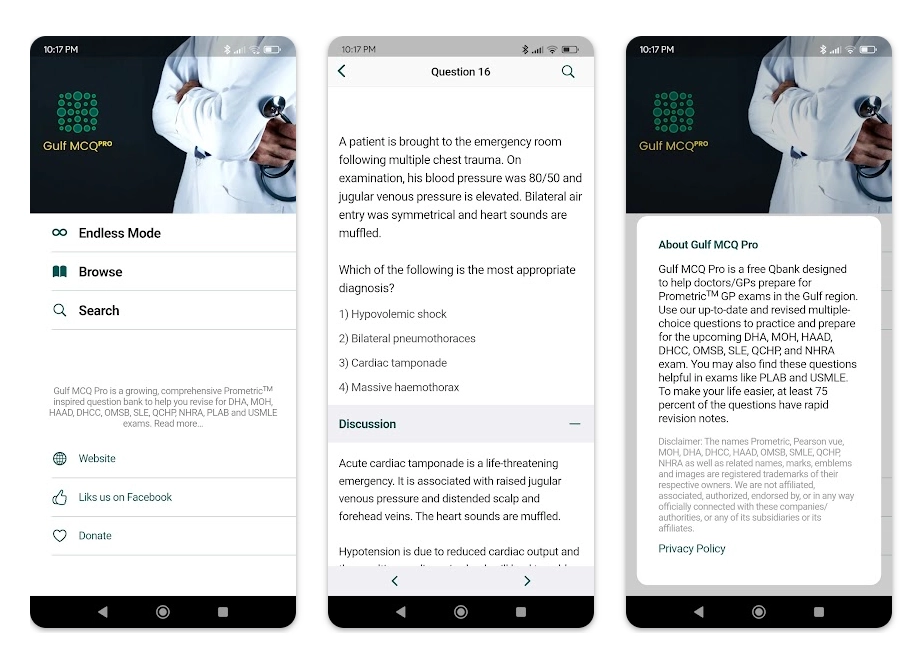 10:17 PM
Gulf MCQ PRO
Endless Mode
Browse
Search
Gulf MCQ Pro is a growing, comprehensive Prometric™
inspired question bank to help you revise for DHA, MOH,
HAAD, DHCC, OMSB, SLE, QCHP, NHRA, PLAB and USMLE
exams. Read more...
Website
Liks us on Facebook
Donate
10:17 PM
Question 16
A patient is brought to the emergency room
following multiple chest trauma. On
examination, his blood pressure was 80/50 and
jugular venous pressure is elevated. Bilateral air
entry was symmetrical and heart sounds are
muffled.
Which of the following is the most appropriate
diagnosis?
1) Hypovolemic shock
2) Bilateral pneumothoraces
3) Cardiac tamponade
4) Massive haemothorax
Discussion
Acute cardiac tamponade is a life-threatening
emergency. It is associated with raised jugular
venous pressure and distended scalp and
forehead veins. The heart sounds are muffled.
Hypotension is due to reduced cardiac output and
10:17 PM
Gulf MCQ PRO
About Gulf MCQ Pro
Gulf MCQ Pro is a free Qbank designed
to help doctors/GPs prepare for
Prometric™ GP exams in the Gulf region.
Use our up-to-date and revised multiple-
choice questions to practice and prepare
for the upcoming DHA, MOH, HAAD,
DHCC, OMSB, SLE, QCHP, and NHRA
exam. You may also find these questions
helpful in exams like PLAB and USMLE.
To make your life easier, at least 75
percent of the questions have rapid
revision notes.
Disclaimer: The names Prometric, Pearson vue,
MOH, DHA, DHCC, HAAD, OMSB, SMLE, QCHP,
NHRA as well as related names, marks, emblems
and images are registered trademarks of their
respective owners. We are not affiliated,
associated, authorized, endorsed by, or in any way
officially connected with these companies/
authorities, or any of its subsidiaries or its
affiliates.
Privacy Policy